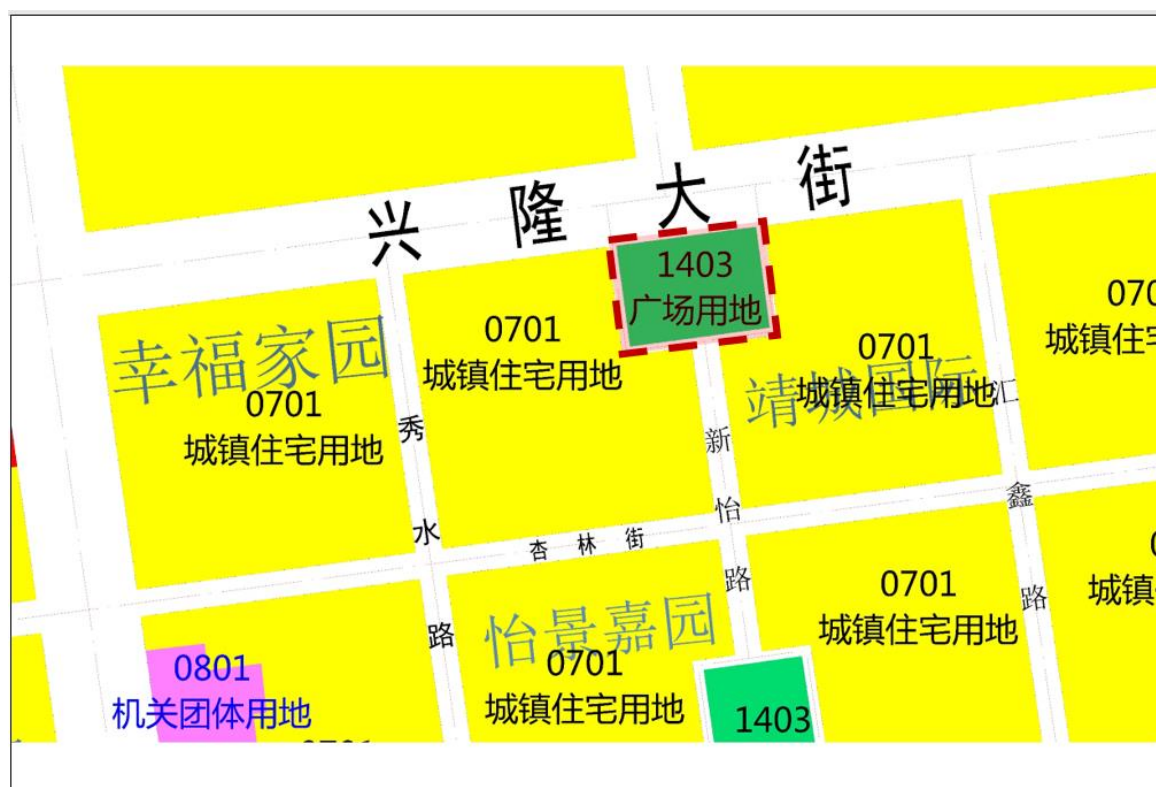 兴隆大街
1403
广场用地
幸福家园
0701
城镇住宅用地
0701
城镇住宅用地
0701
城镇住宅用地
靖城国际
070
城镇住宅
秀水路
新怡路
汇鑫路
杏林街
怡景嘉园
0701
城镇住宅用地
0701
城镇住宅用地
城镇
0801
机关团体用地
1403